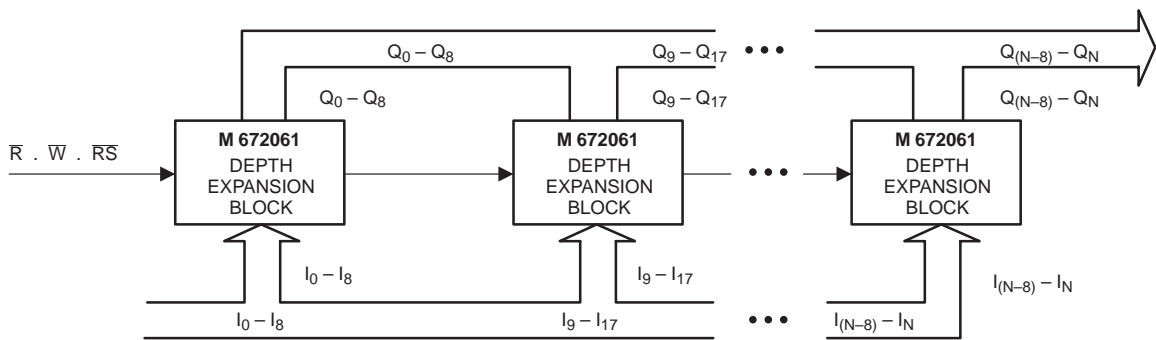 Q₀ – Q₈ Q₉ – Q₁₇ ••• Q₍N–8₎ – QN
Q₀ – Q₈ Q₉ – Q₁₇ Q₍N–8₎ – QN
R̅ . W̅ . R̅S̅
M 672061
DEPTH
EXPANSION
BLOCK
M 672061
DEPTH
EXPANSION
BLOCK
•••
M 672061
DEPTH
EXPANSION
BLOCK
I₀ – I₈ I₉ – I₁₇ I₍N–8₎ – IN
I₀ – I₈ I₉ – I₁₇ ••• I₍N–8₎ – IN